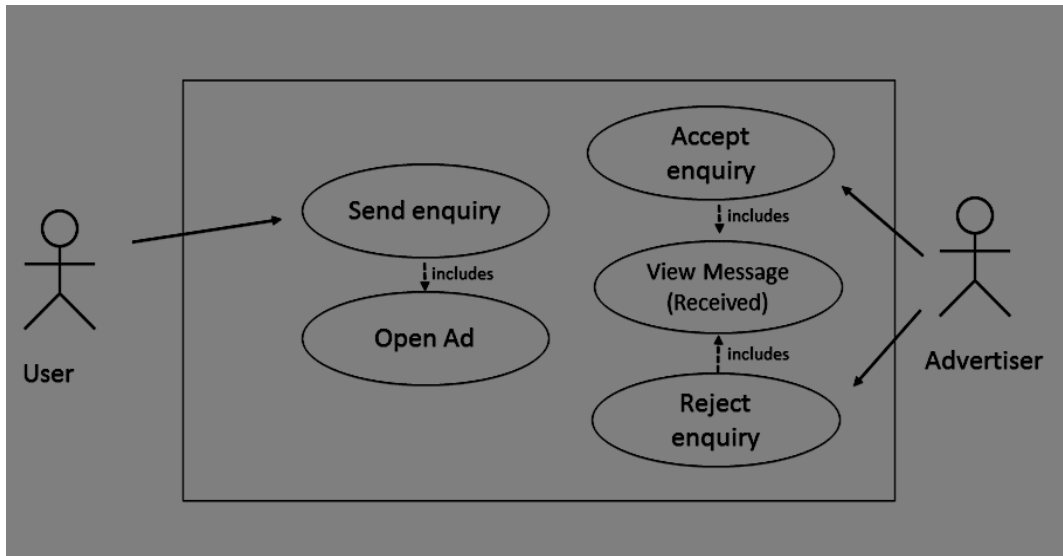 Accept
enquiry
Send enquiry
includes
includes
View Message
(Received)
Open Ad
includes
User
Advertiser
Reject
enquiry